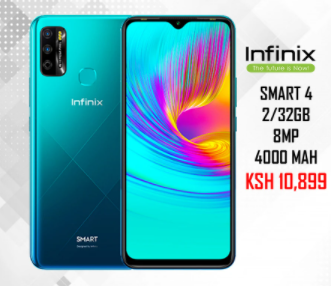 Infinix
The future is Now!
SMART 4
2/32GB
8MP
4000 MAH
KSH 10,899
Infinix
SMART